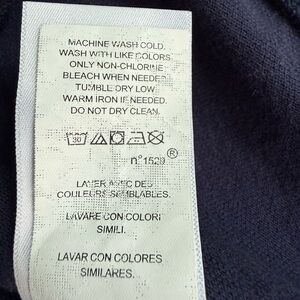 MACHINE WASH COLD.
WASH WITH LIKE COLORS
ONLY NON-CHLORINE
BLEACH WHEN NEEDED
TUMBLE DRY LOW
WARM IRON IF NEEDED.
DO NOT DRY CLEAN.
30
n°1529 ®
LAVER AVEC DES
COULEURS SEMBLABLES.
LAVARE CON COLORI
SIMILI.
LAVAR CON COLORES
SIMILARES.